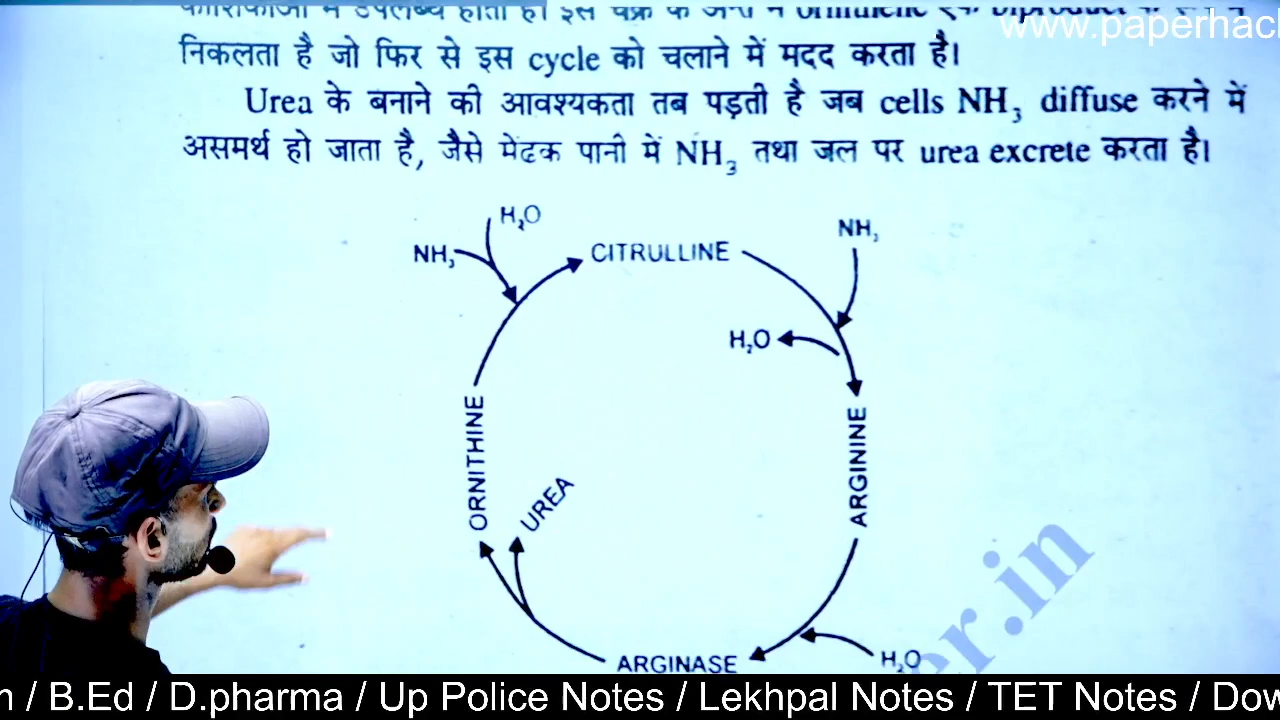 www.paperhac
निकलता है जो फिर से इस cycle को चलाने में मदद करता है।
Urea के बनाने की आवश्यकता तब पड़ती है जब cells NH₃ diffuse करने में
असमर्थ हो जाता है, जैसे मेंढक पानी में NH₃ तथा जल पर urea excrete करता है।
H₂O
NH₃
CITRULLINE
NH₃
H₂O
ORNITHINE
ARGININE
UREA
ARGINASE
H₂O
er.in
/ B.Ed / D.pharma / Up Police Notes / Lekhpal Notes / TET Notes / Dow